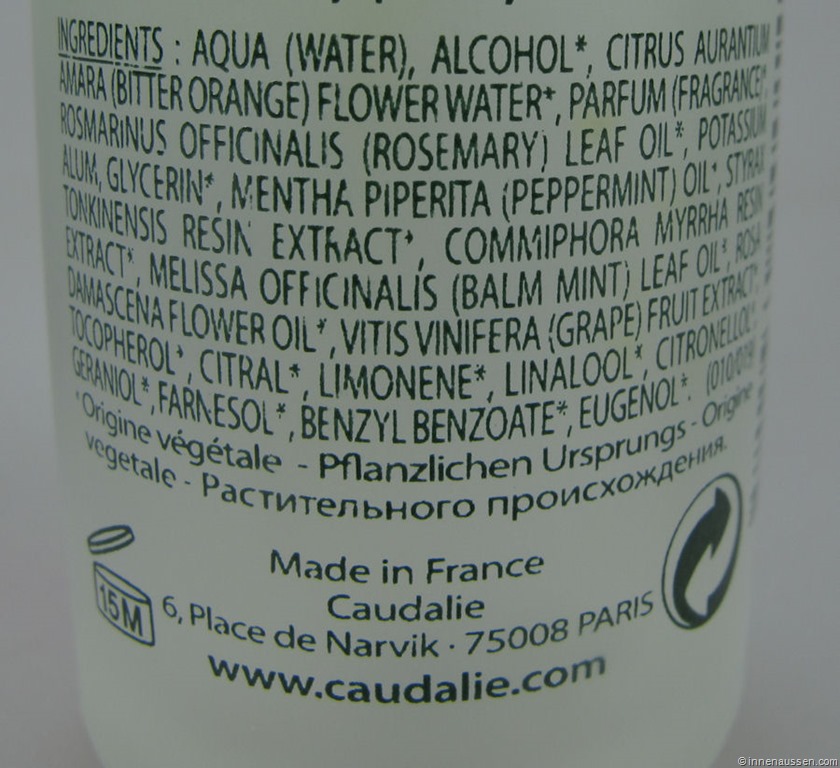 INGREDIENTS : AQUA (WATER), ALCOHOL*, CITRUS AURANTIUM
AMARA (BITTER ORANGE) FLOWER WATER*, PARFUM (FRAGRANCE)*,
ROSMARINUS OFFICINALIS (ROSEMARY) LEAF OIL*, POTASSIUM
ALUM, GLYCERIN*, MENTHA PIPERITA (PEPPERMINT) OIL*, STYRAX
TONKINENSIS RESIN EXTRACT*, COMMIPHORA MYRRHA RESIN
EXTRACT*, MELISSA OFFICINALIS (BALM MINT) LEAF OIL*, ROSA
DAMASCENA FLOWER OIL*, VITIS VINIFERA (GRAPE) FRUIT EXTRACT*,
TOCOPHEROL*, CITRAL*, LIMONENE*, LINALOOL*, CITRONELLOL*,
GERANIOL*, FARNESOL*, BENZYL BENZOATE*, EUGENOL*.
*Origine végétale - Pflanzlichen Ursprungs - Origine
vegetale - Растительного происхождения.
Made in France
Caudalie
15M
6, Place de Narvik · 75008 PARIS
www.caudalie.com
© innenaussen.com